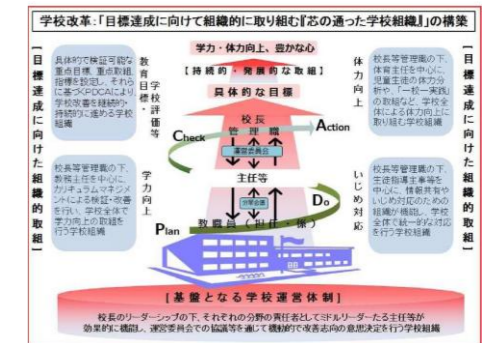 学校改革:「目標達成に向けて組織的に取り組む『芯の通った学校組織』」の構築
【目標達成に向けた組織的取組】
具体的で検証可能な
重点目標、重点取組、
指標を設定し、それら
に基づくPDCAにより、
学校改善を継続的・
持続的に進める学校
組織
教育目標・学校評価等
校長等管理職の下、
教務主任を中心に、
カリキュラムマネジメ
ントによる検証・改善
を行い、学校全体で
学力向上の取組を行
う学校組織
学力向上
学力・体力向上、豊かな心
【持続的・発展的な取組】
具体的な目標
校長
管理職
運営委員会
主任等
分掌会議
教職員(担任・係)
Check
Action
Plan
Do
体力向上
校長等管理職の下、
体育主任を中心に、
児童生徒の体力分
析や、「一校一実践」
の取組など、学校全
体による体力向上に
取り組む学校組織
いじめ対応
校長等管理職の下、
生徒指導主事等を
中心に、情報共有や
いじめ対応のための
組織が機能し、学校
全体で統一的な対応
を行う学校組織
【目標達成に向けた組織的取組】
【基盤となる学校運営体制】
校長のリーダーシップの下、それぞれの分野の責任者としてミドルリーダーたる主任等が
効果的に機能し、運営委員会での協議等を通じて機動的で改善志向の意思決定を行う学校組織